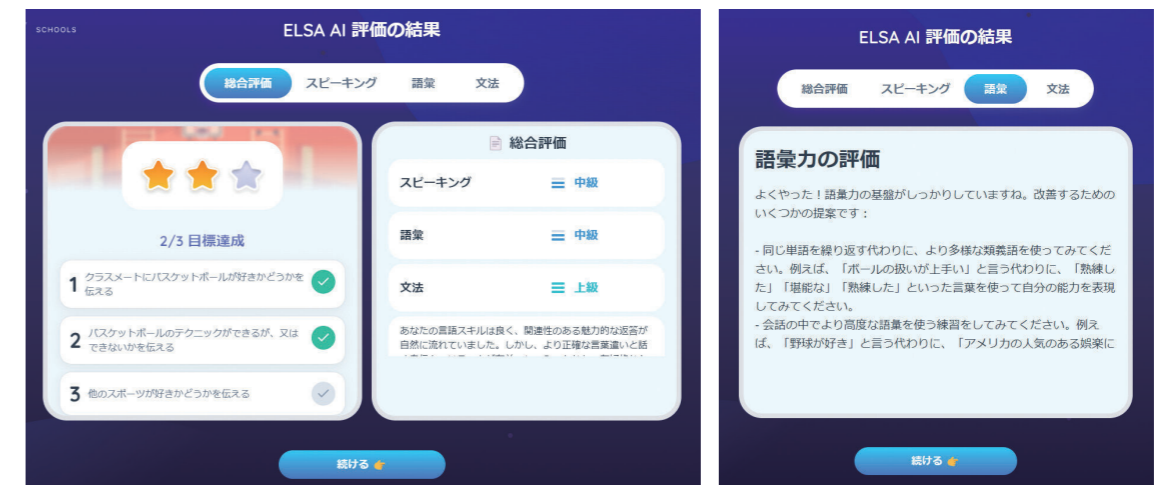 SCHOOLS
ELSA AI 評価の結果
総合評価 スピーキング 語彙 文法
2/3 目標達成
1 クラスメートにバスケットボールが好きかどうかを
伝える
2 バスケットボールのテクニックができるが、又は
できないかを伝える
3 他のスポーツが好きかどうかを伝える
総合評価
スピーキング 中級
語彙 中級
文法 上級
あなたの言語スキルは良く、関連性のある魅力的な返答が
自然に流れていました。しかし、より正確な言葉遣いと話
続ける
ELSA AI 評価の結果
総合評価 スピーキング 語彙 文法
語彙力の評価
よくやった！語彙力の基盤がしっかりしていますね。改善するための
いくつかの提案です：
- 同じ単語を繰り返す代わりに、より多様な類義語を使ってみてくだ
さい。例えば、「ボールの扱いが上手い」と言う代わりに、「熟練し
た」「堪能な」「熟練した」といった言葉を使って自分の能力を表現
してみてください。
- 会話の中でより高度な語彙を使う練習をしてみてください。例え
ば、「野球が好き」と言う代わりに、「アメリカの人気のある娯楽に
続ける